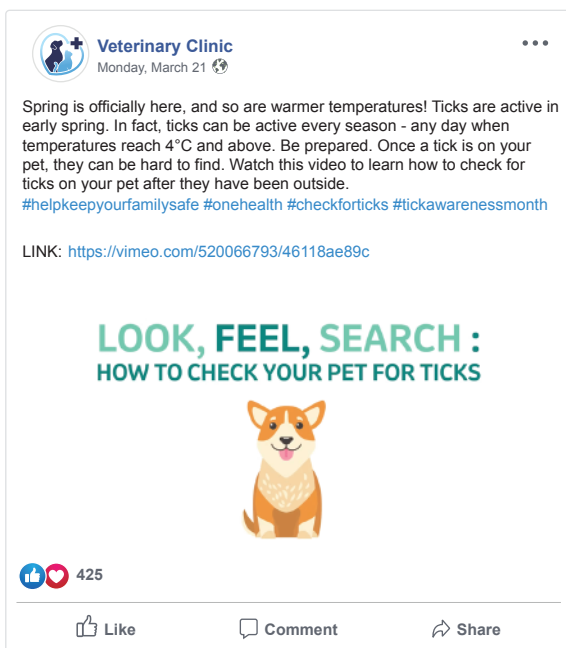 Veterinary Clinic
Monday, March 21
Spring is officially here, and so are warmer temperatures! Ticks are active in
early spring. In fact, ticks can be active every season - any day when
temperatures reach 4°C and above. Be prepared. Once a tick is on your
pet, they can be hard to find. Watch this video to learn how to check for
ticks on your pet after they have been outside.
#helpkeepyourfamilysafe #onehealth #checkforticks #tickawarenessmonth
LINK: https://vimeo.com/520066793/46118ae89c
LOOK, FEEL, SEARCH :
HOW TO CHECK YOUR PET FOR TICKS
425
Like Comment Share